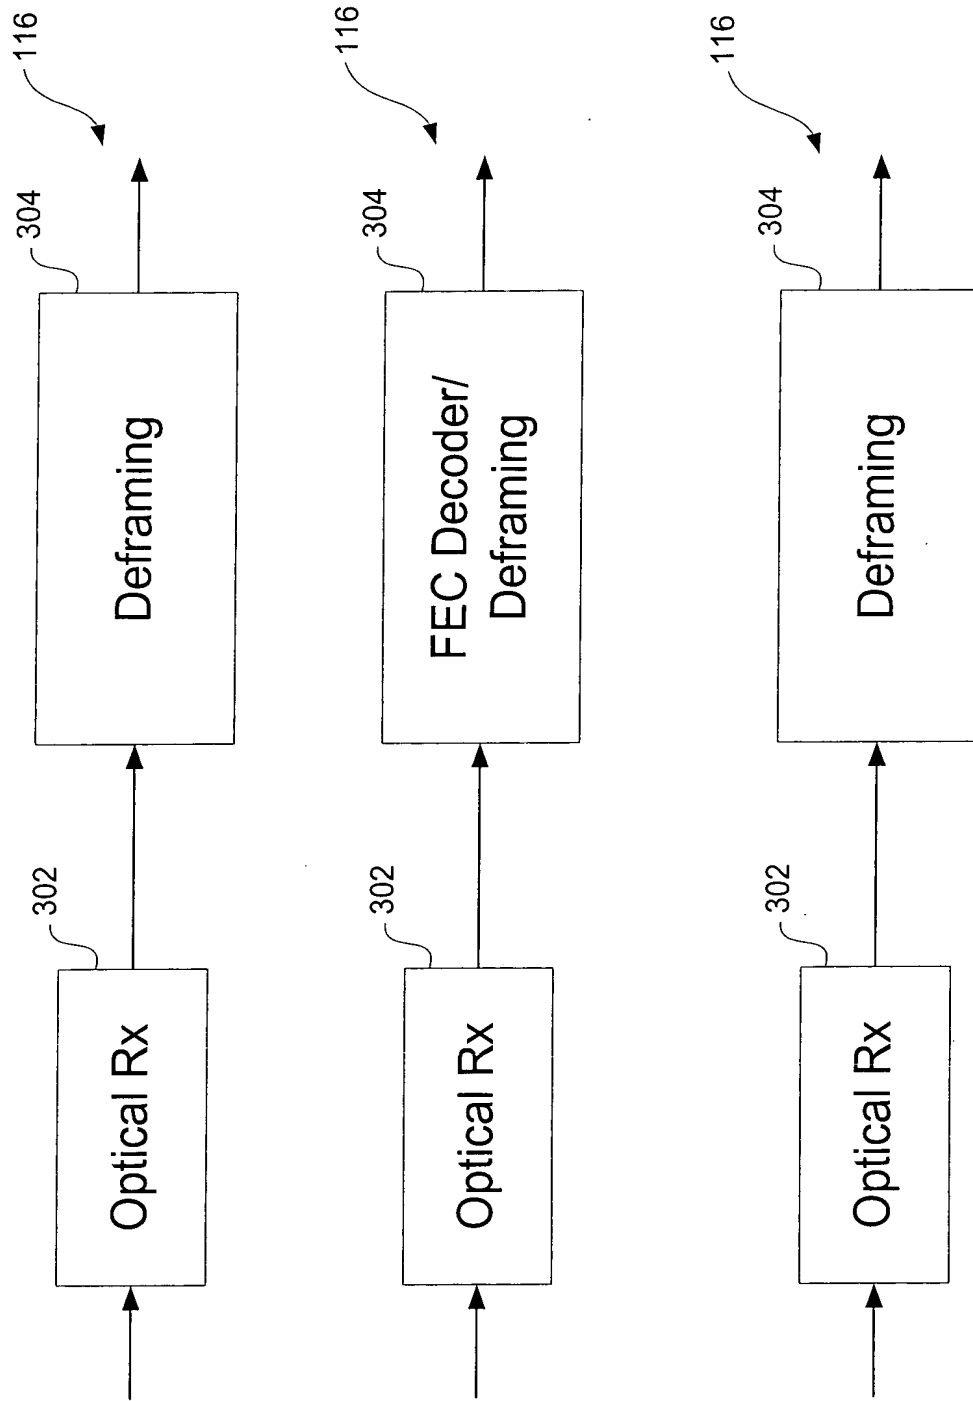 116
304
Deframing
302
Optical Rx
116
304
FEC Decoder/
Deframing
302
Optical Rx
116
304
Deframing
302
Optical Rx